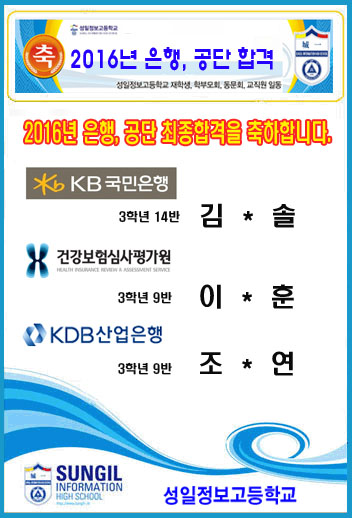 축
성일정보고등학교
2016년 은행, 공단 합격
성일정보고등학교 재학생, 학부모회, 동문회, 교직원 일동
2016년 은행, 공단 최종합격을 축하합니다.
KB 국민은행
3학년 14반 김 * 솔
건강보험심사평가원
HEALTH INSURANCE REVIEW & ASSESSMENT SERVICE
3학년 9반 이 * 훈
KDB산업은행
3학년 9반 조 * 연
SUNGIL
INFORMATION
HIGH SCHOOL
성일정보고등학교